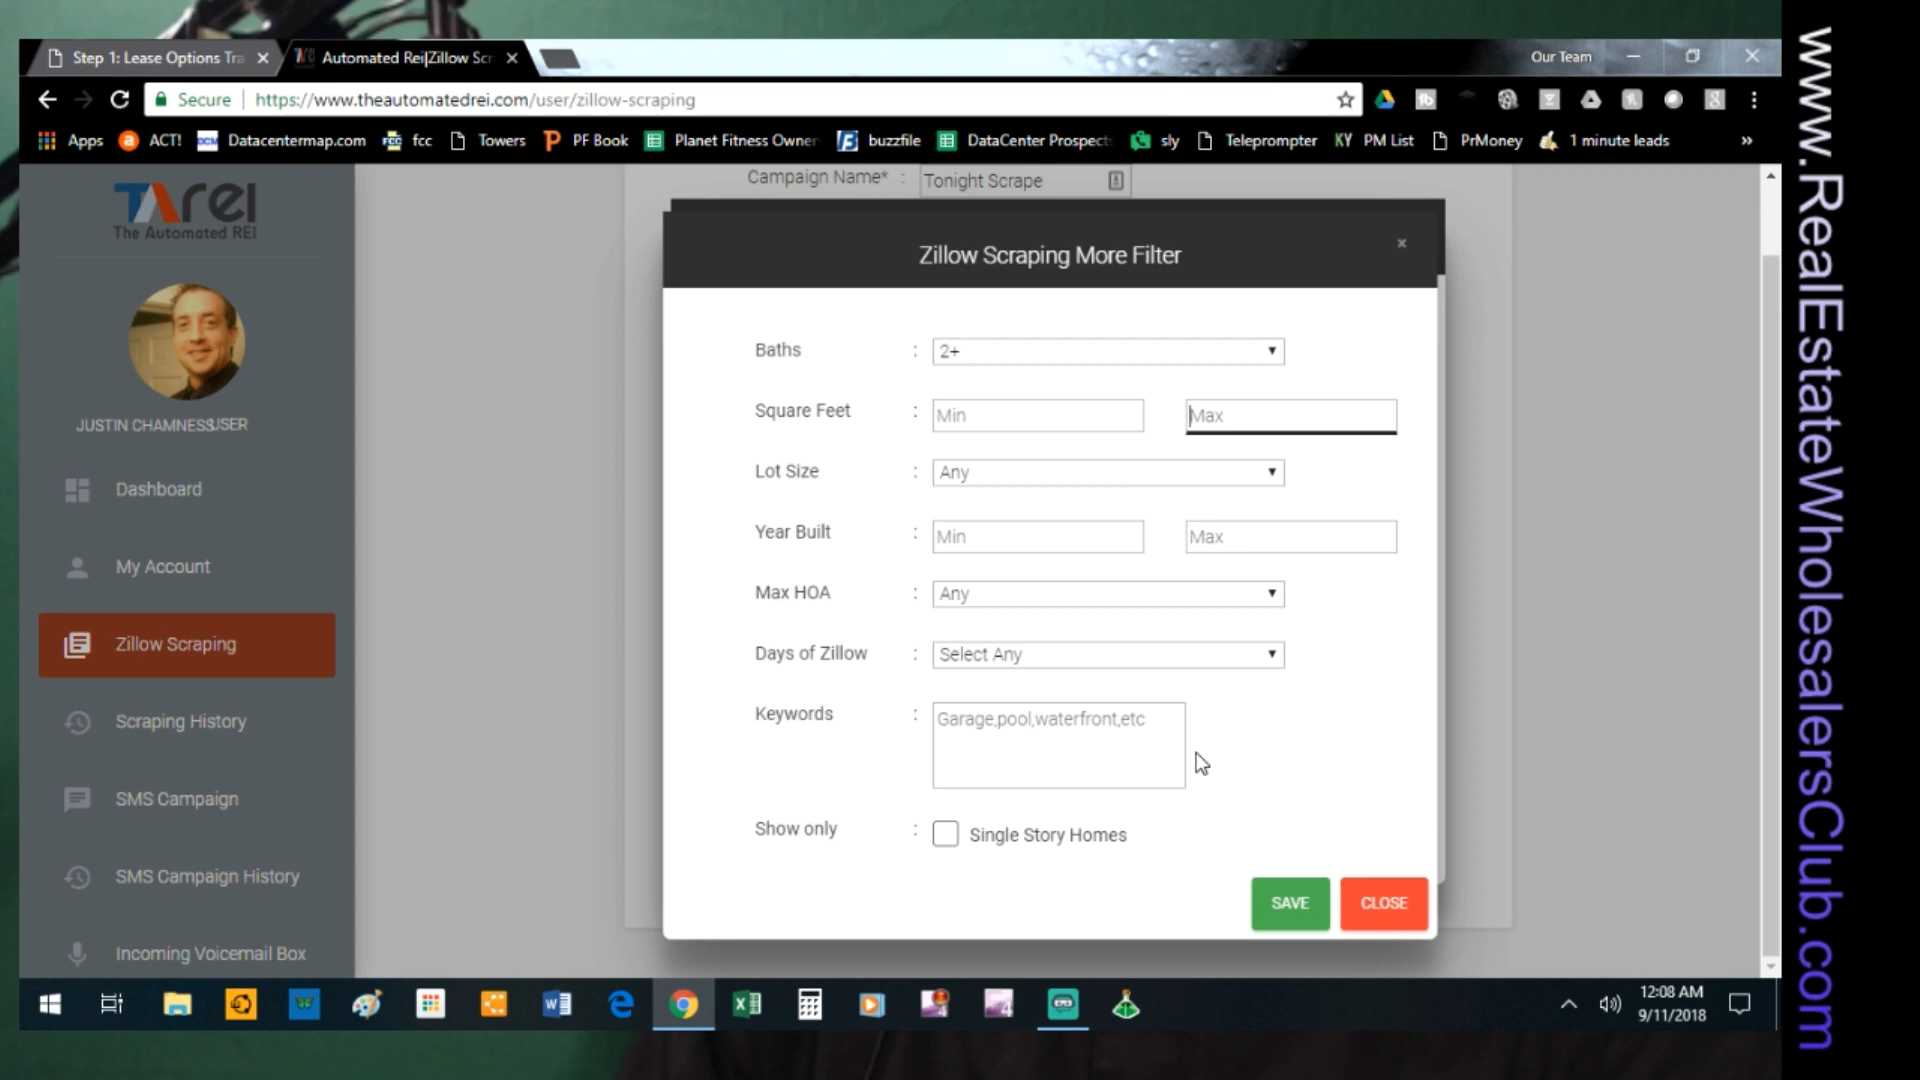 Step 1: Lease Options Tra
Automated Rei|Zillow Scr
Our Team
Secure
https://www.theautomatedrei.com/user/zillow-scraping
Apps
ACT!
Datacentermap.com
fcc
Towers
PF Book
Planet Fitness Owner
buzzfile
DataCenter Prospects
sly
Teleprompter
KY PM List
PrMoney
1 minute leads
»
TAREI
The Automated REI
JUSTIN CHAMNESS
USER
Dashboard
My Account
Zillow Scraping
Scraping History
SMS Campaign
SMS Campaign History
Incoming Voicemail Box
Campaign Name* : Tonight Scrape
Zillow Scraping More Filter
×
Baths : 2+
Square Feet : Min Max
Lot Size : Any
Year Built : Min Max
Max HOA : Any
Days of Zillow : Select Any
Keywords : Garage,pool,waterfront,etc
Show only : Single Story Homes
SAVE CLOSE
12:08 AM
9/11/2018
www.RealEstateWholesalersClub.com